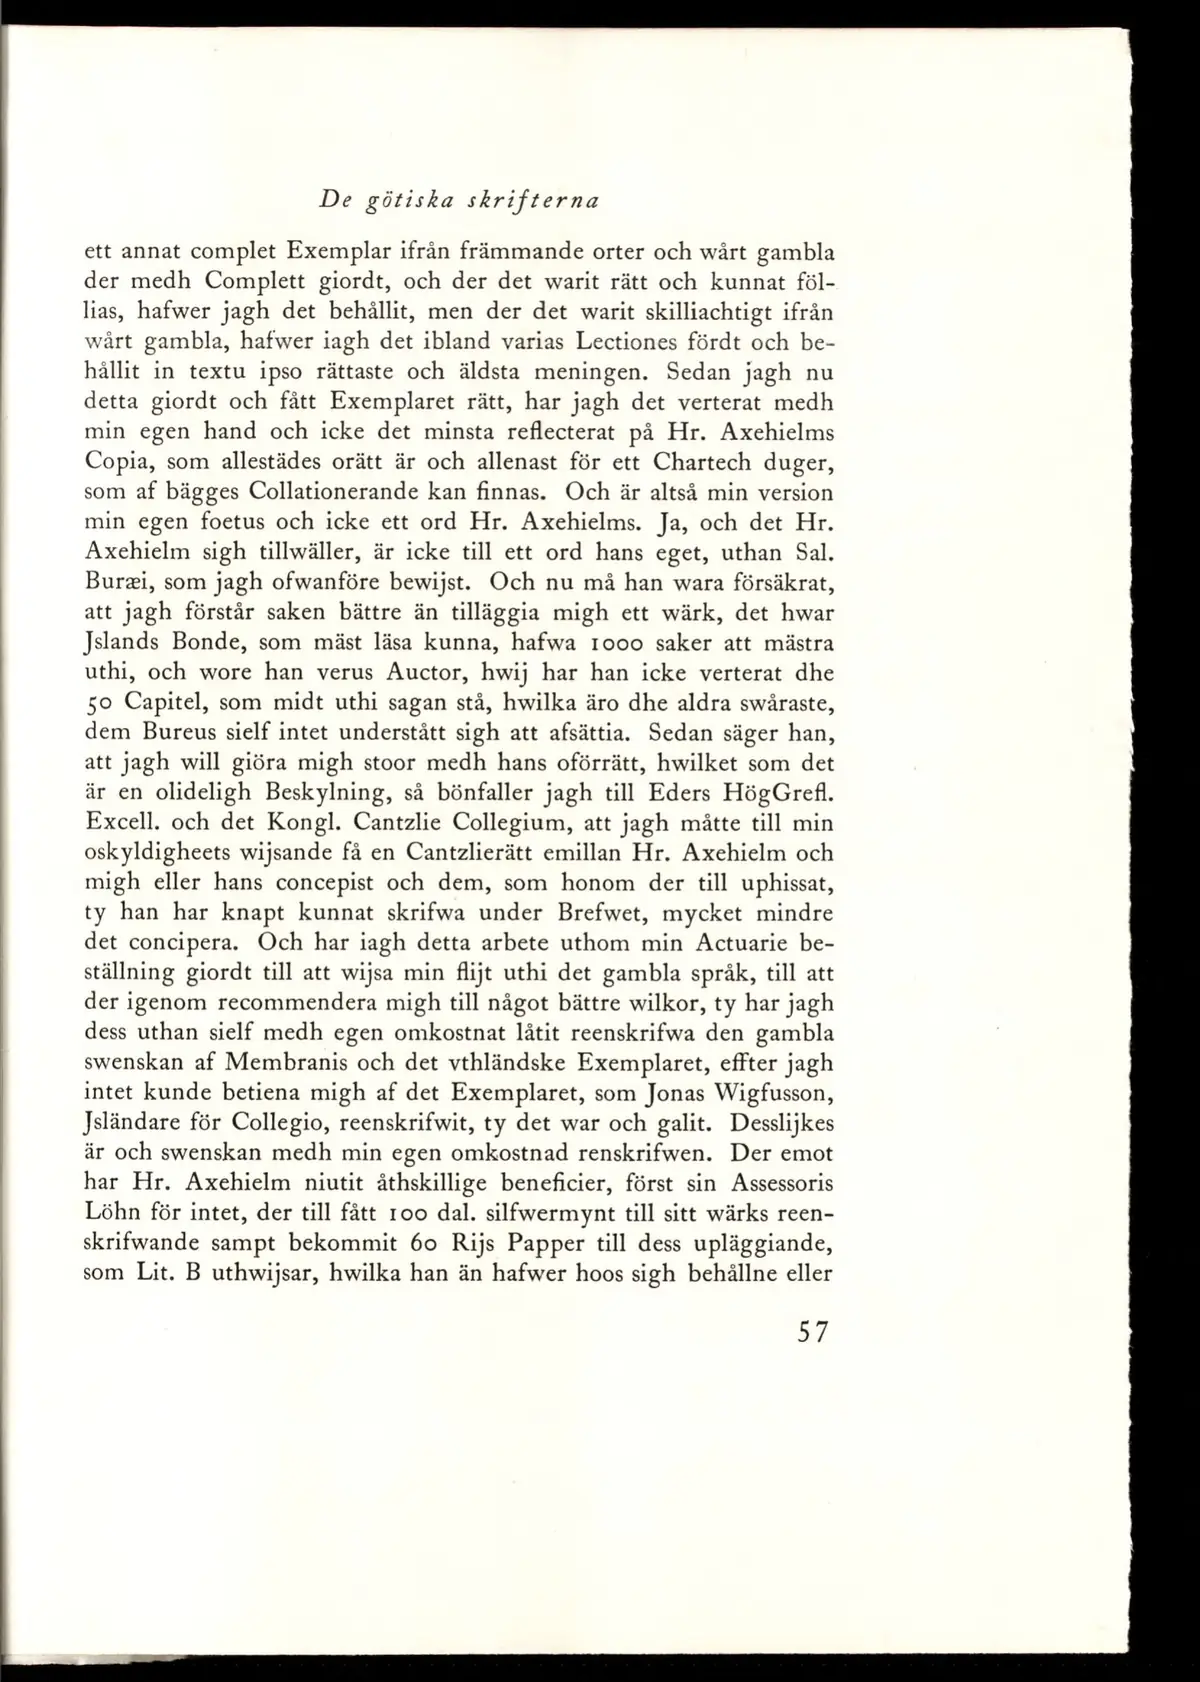 De götiska skrifterna
ett annat complet Exemplar ifrån främmande orter och wårt gambla
der medh Complett giordt, och der det warit rätt och kunnat föl-
lias, hafwer jagh det behållit, men der det warit skilliachtigt ifrån
wårt gambla, hafwer iagh det ibland varias Lectiones fördt och be-
hållit in textu ipso rättaste och äldsta meningen. Sedan jagh nu
detta giordt och fått Exemplaret rätt, har jagh det verterat medh
min egen hand och icke det minsta reflecterat på Hr. Axehielms
Copia, som allestädes orätt är och allenast för ett Chartech duger,
som af bägges Collationerande kan finnas. Och är altså min version
min egen foetus och icke ett ord Hr. Axehielms. Ja, och det Hr.
Axehielm sigh tillwäller, är icke till ett ord hans eget, uthan Sal.
Buræi, som jagh ofwanföre bewijst. Och nu må han wara försäkrat,
att jagh förstår saken bättre än tilläggia migh ett wärk, det hwar
Jslands Bonde, som mäst läsa kunna, hafwa 1000 saker att mästra
uthi, och wore han verus Auctor, hwij har han icke verterat dhe
50 Capitel, som midt uthi sagan stå, hwilka äro dhe aldra swåraste,
dem Bureus sielf intet understått sigh att afsättia. Sedan säger han,
att jagh will giöra migh stoor medh hans oförrätt, hwilket som det
är en olideligh Beskylning, så bönfaller jagh till Eders HögGrefl.
Excell. och det Kongl. Cantzlie Collegium, att jagh måtte till min
oskyldigheets wijsande få en Cantzlierätt emillan Hr. Axehielm och
migh eller hans concepist och dem, som honom der till uphissat,
ty han har knapt kunnat skrifwa under Brefwet, mycket mindre
det concipera. Och har iagh detta arbete uthom min Actuarie be-
ställning giordt till att wijsa min flijt uthi det gambla språk, till att
der igenom recommendera migh till något bättre wilkor, ty har jagh
dess uthan sielf medh egen omkostnat låtit reenskrifwa den gambla
swenskan af Membranis och det vthländske Exemplaret, effter jagh
intet kunde betiena migh af det Exemplaret, som Jonas Wigfusson,
Jsländare för Collegio, reenskrifwit, ty det war och galit. Desslijkes
är och swenskan medh min egen omkostnad renskrifwen. Der emot
har Hr. Axehielm niutit åthskillige beneficier, först sin Assessoris
Löhn för intet, der till fått 100 dal. silfwermynt till sitt wärks reen-
skrifwande sampt bekommit 60 Rijs Papper till dess upläggiande,
som Lit. B uthwijsar, hwilka han än hafwer hoos sigh behållne eller
57